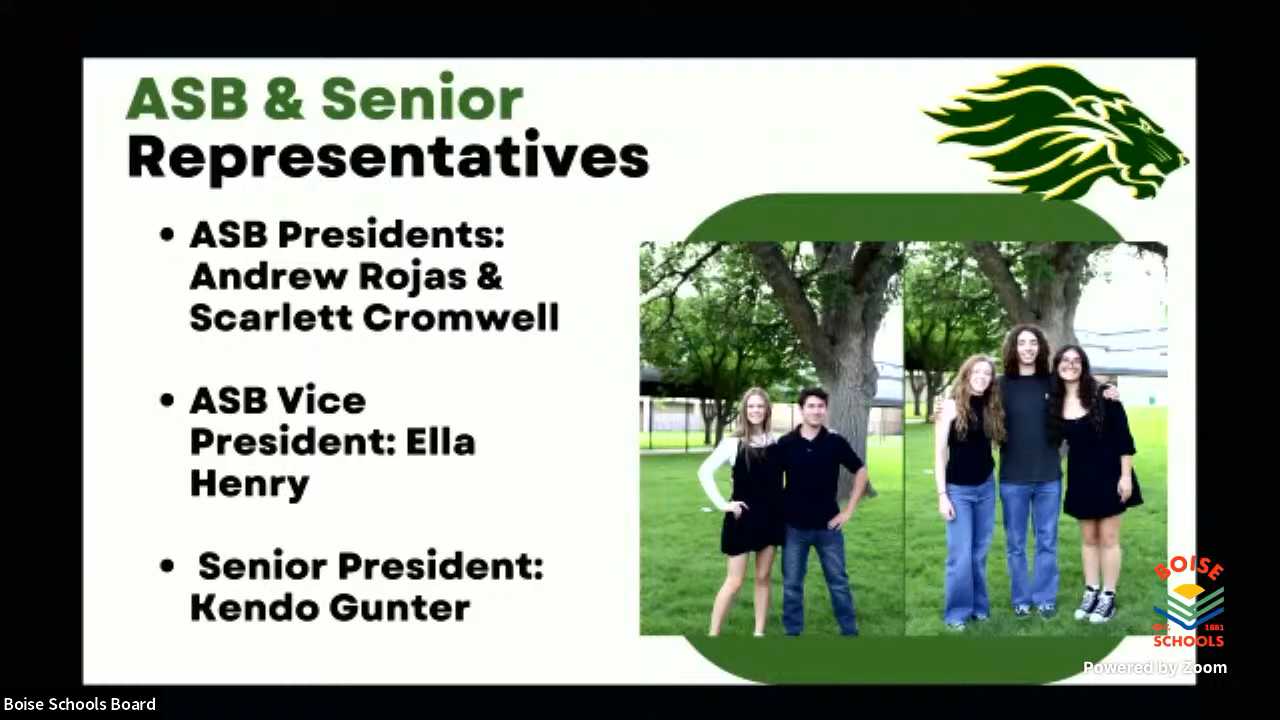 ASB & Senior
Representatives
• ASB Presidents:
Andrew Rojas &
Scarlett Cromwell
• ASB Vice
President: Ella
Henry
• Senior President:
Kendo Gunter
BOISE
EST. 1881
SCHOOLS
Powered by Zoom
Boise Schools Board